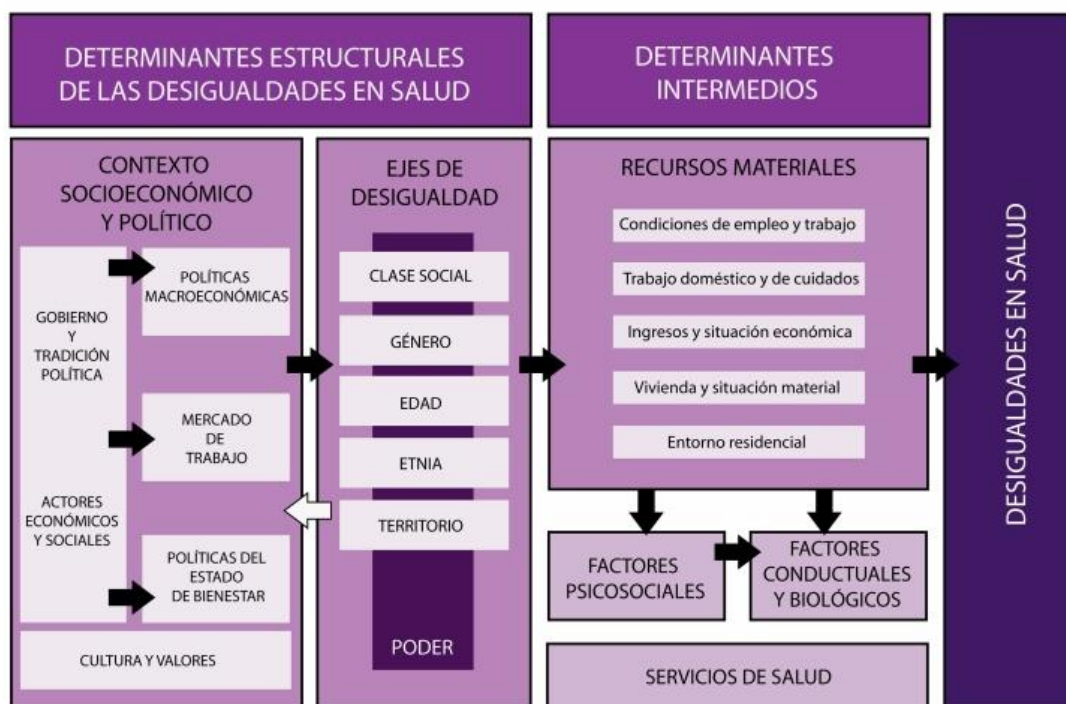 DETERMINANTES ESTRUCTURALES
DE LAS DESIGUALDADES EN SALUD
DETERMINANTES
INTERMEDIOS
CONTEXTO
SOCIOECONÓMICO
Y POLÍTICO
GOBIERNO
Y
TRADICIÓN
POLÍTICA
ACTORES
ECONÓMICOS
Y SOCIALES
POLÍTICAS
MACROECONÓMICAS
MERCADO
DE
TRABAJO
POLÍTICAS DEL
ESTADO
DE BIENESTAR
CULTURA Y VALORES
EJES DE
DESIGUALDAD
CLASE SOCIAL
GÉNERO
EDAD
ETNIA
TERRITORIO
PODER
RECURSOS MATERIALES
Condiciones de empleo y trabajo
Trabajo doméstico y de cuidados
Ingresos y situación económica
Vivienda y situación material
Entorno residencial
FACTORES
PSICOSOCIALES
FACTORES
CONDUCTUALES
Y BIOLÓGICOS
SERVICIOS DE SALUD
DESIGUALDADES EN SALUD